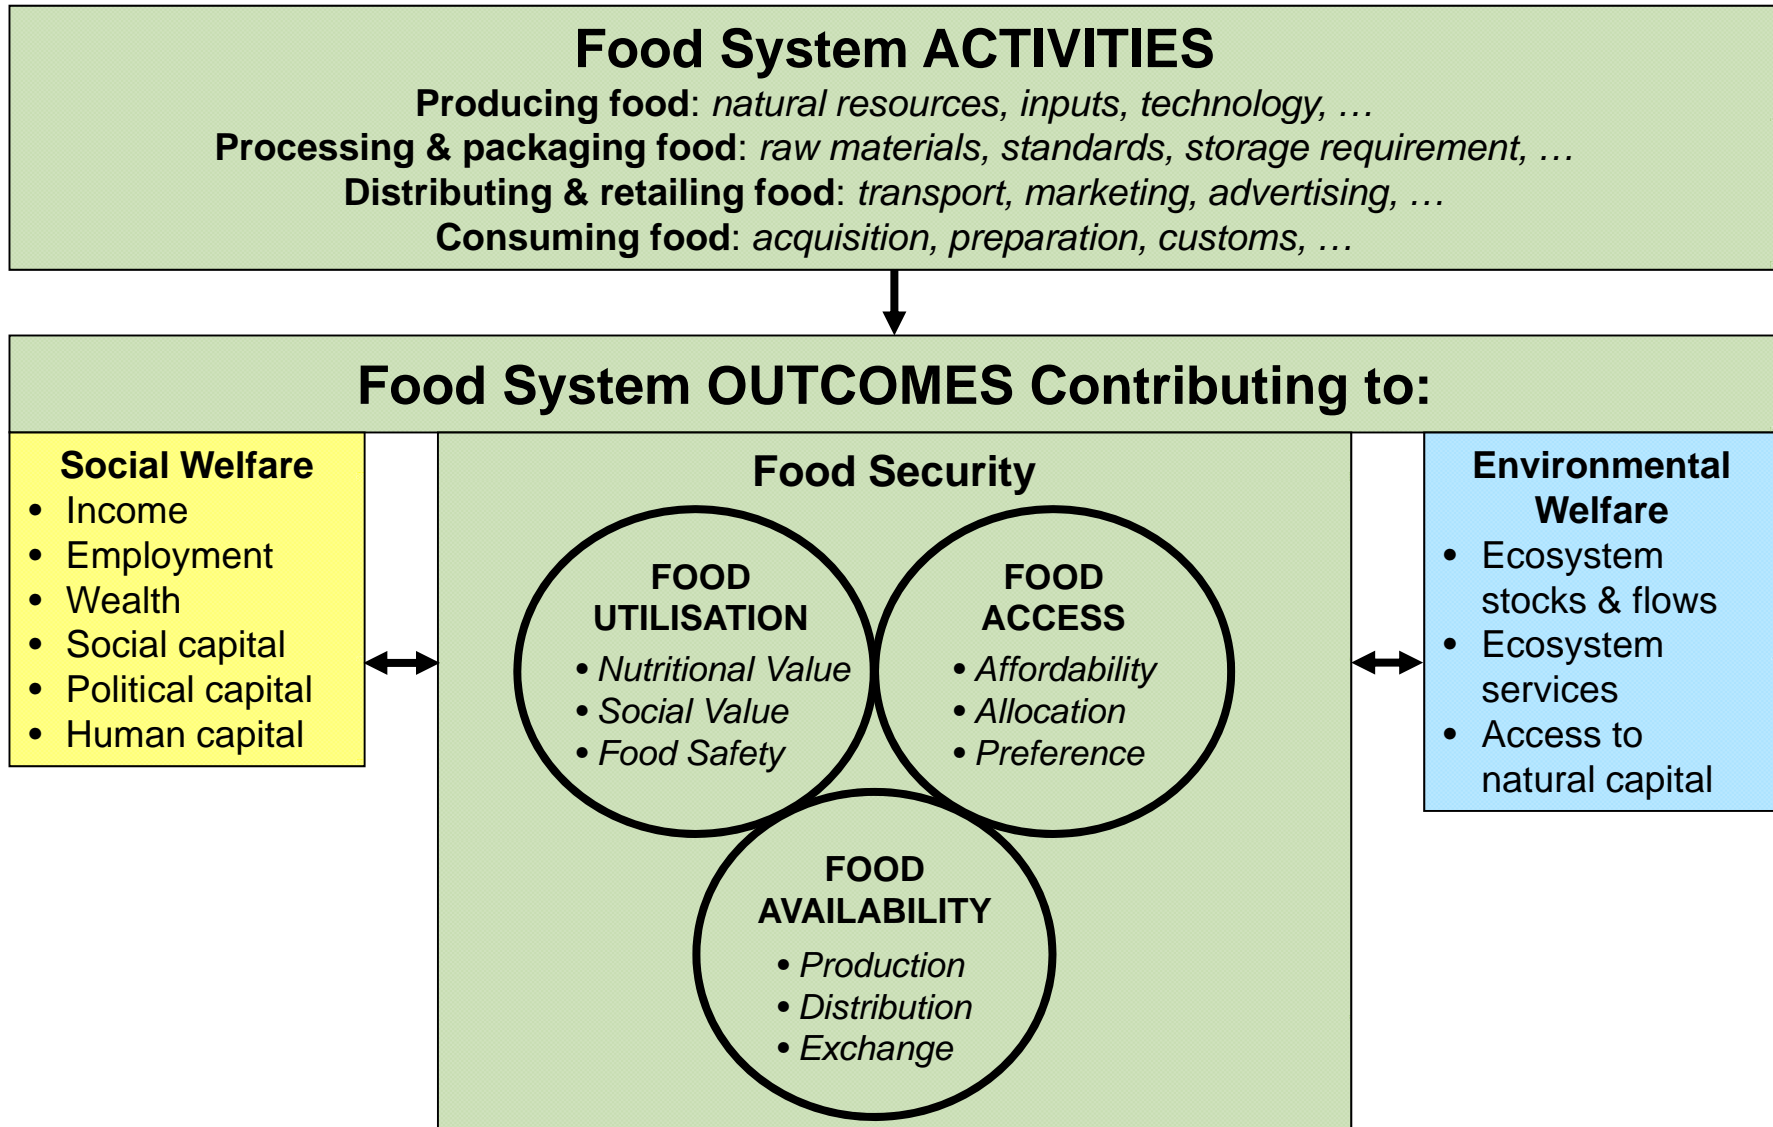 Food System ACTIVITIES
Producing food: natural resources, inputs, technology, …
Processing & packaging food: raw materials, standards, storage requirement, …
Distributing & retailing food: transport, marketing, advertising, …
Consuming food: acquisition, preparation, customs, …
Food System OUTCOMES Contributing to:
Social Welfare
• Income
• Employment
• Wealth
• Social capital
• Political capital
• Human capital
Food Security
FOOD
UTILISATION
• Nutritional Value
• Social Value
• Food Safety
FOOD
ACCESS
• Affordability
• Allocation
• Preference
FOOD
AVAILABILITY
• Production
• Distribution
• Exchange
Environmental
Welfare
• Ecosystem
stocks & flows
• Ecosystem
services
• Access to
natural capital